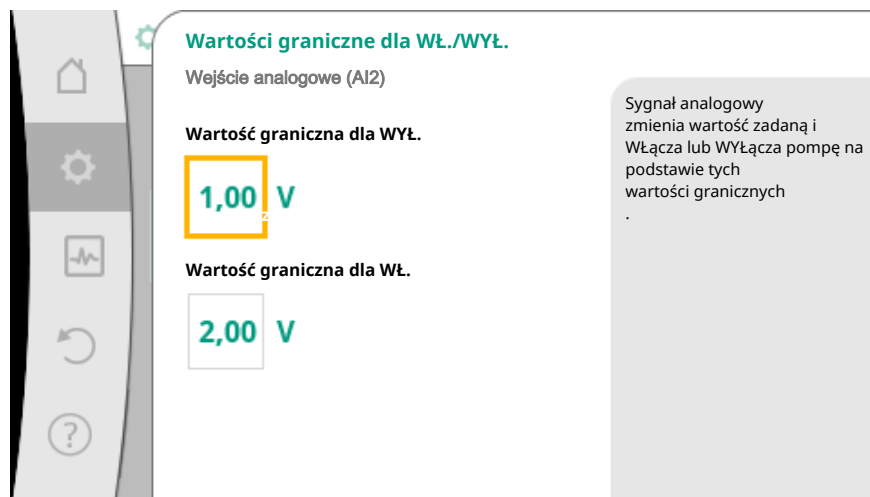 Wartości graniczne dla WŁ./WYŁ.
Wejście analogowe (AI2)
Wartość graniczna dla WYŁ.
1,00 V
z
Wartość graniczna dla WŁ.
2,00 V
Sygnał analogowy
zmienia wartość zadaną i
WŁącza lub WYŁącza pompę na
podstawie tych
wartości granicznych
.
?